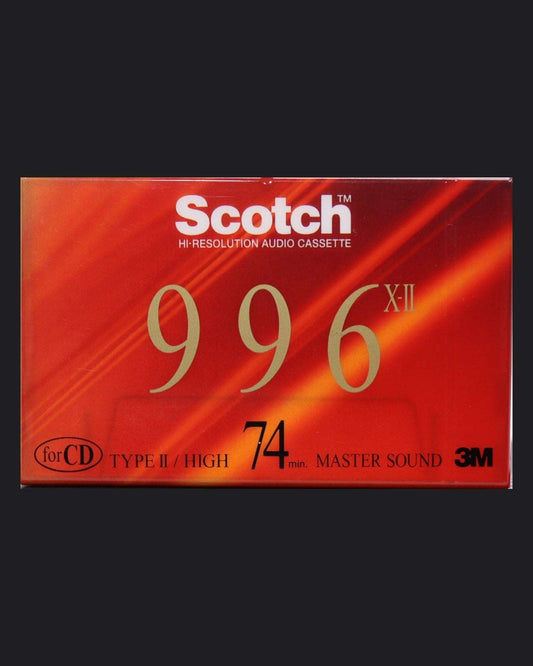 Scotch™
HI-RESOLUTION AUDIO CASSETTE
996 X-II
for CD TYPE II / HIGH 74 min. MASTER SOUND 3M